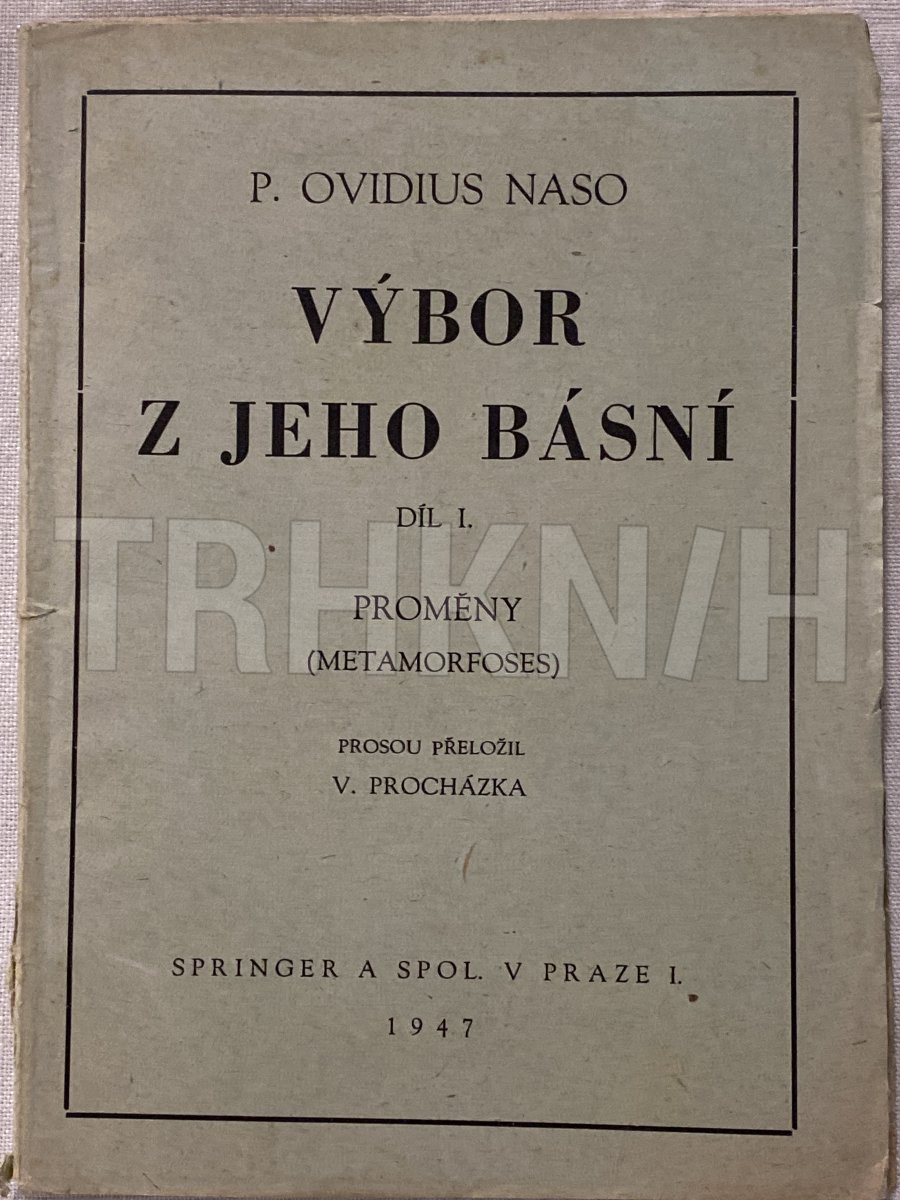 P. OVIDIUS NASO
VÝBOR
Z JEHO BÁSNÍ
DÍL I.
TRHKNIH
PROMĚNY
(METAMORFOSES)
PROSOU PŘELOŽIL
V. PROCHÁZKA
SPRINGER A SPOL. V PRAZE I.
1947